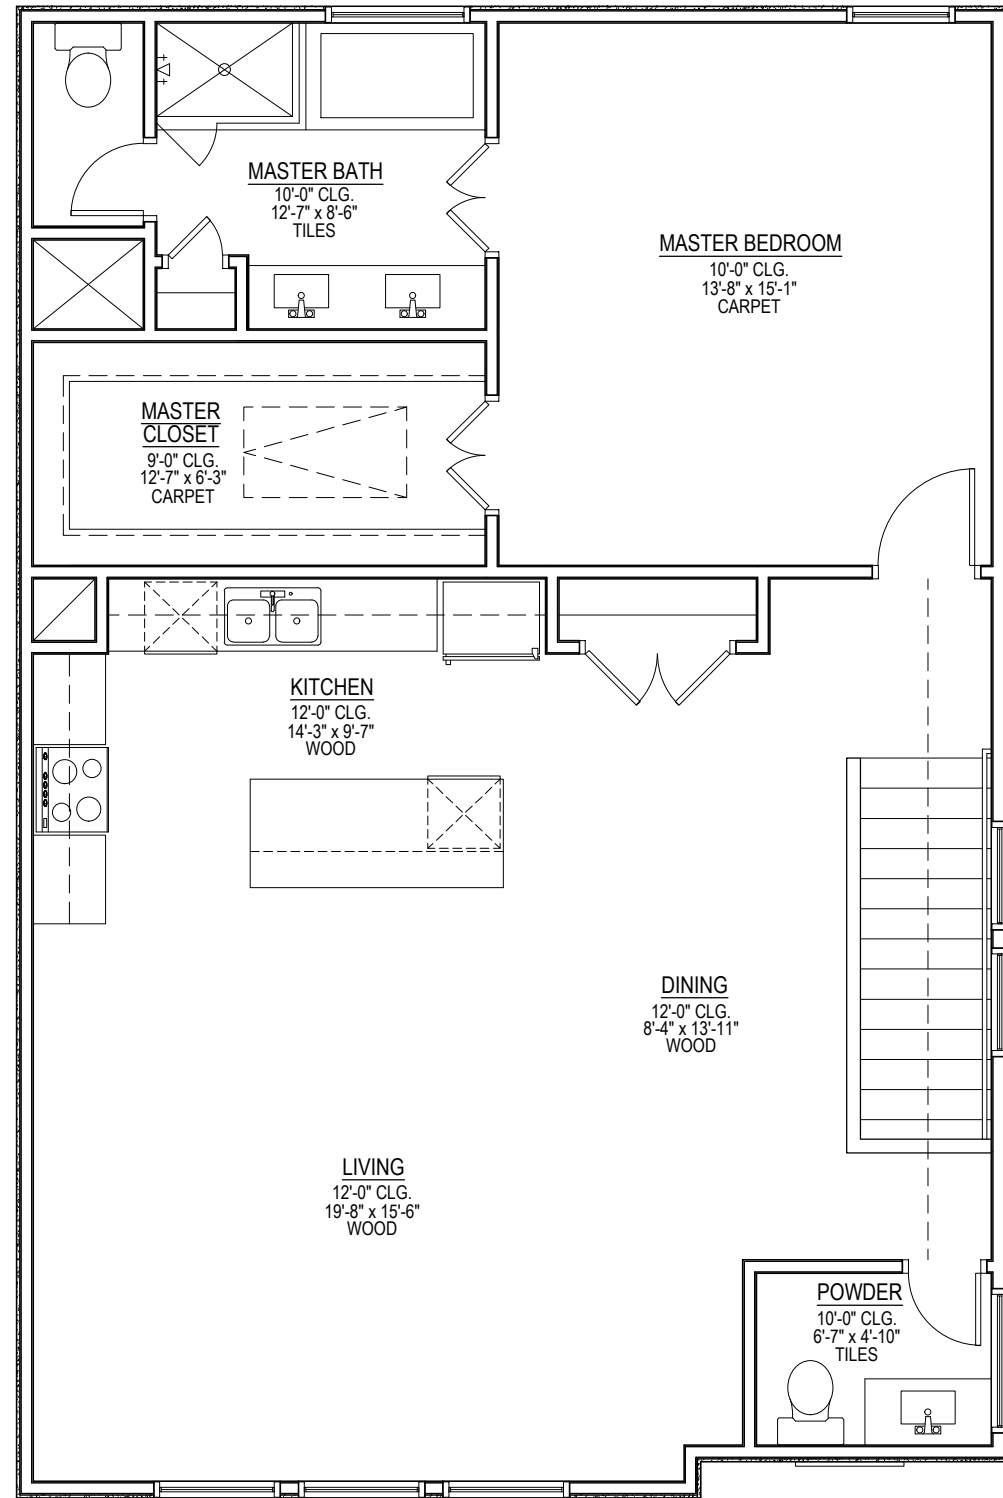 MASTER BATH
10'-0" CLG.
12'-7" x 8'-6"
TILES
MASTER BEDROOM
10'-0" CLG.
13'-8" x 15'-1"
CARPET
MASTER
CLOSET
9'-0" CLG.
12'-7" x 6'-3"
CARPET
KITCHEN
12'-0" CLG.
14'-3" x 9'-7"
WOOD
DINING
12'-0" CLG.
8'-4" x 13'-11"
WOOD
LIVING
12'-0" CLG.
19'-8" x 15'-6"
WOOD
POWDER
10'-0" CLG.
6'-7" x 4'-10"
TILES